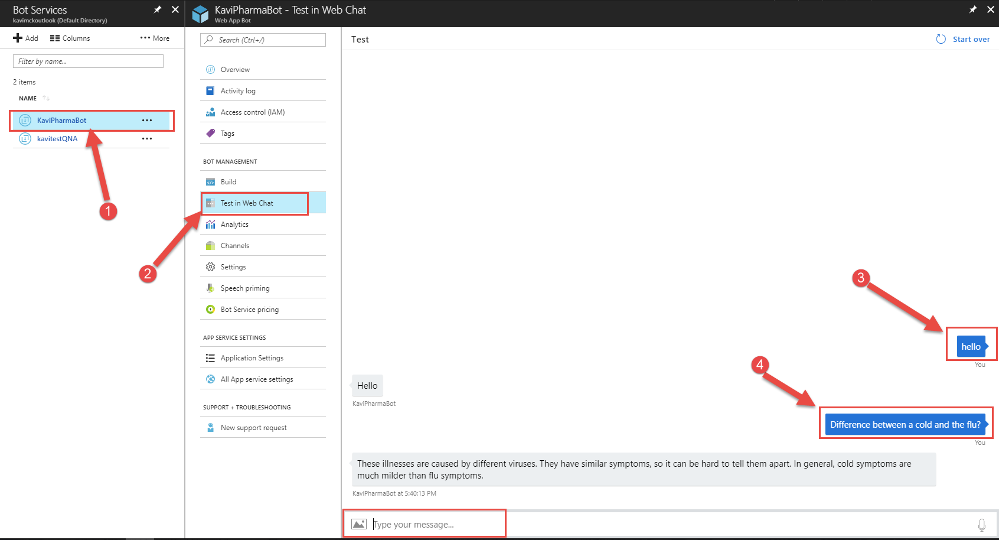 Bot Services
kavimckoutlook (Default Directory)
Add Columns More
Filter by name...
2 items
NAME
KaviPharmaBot
kavitestQNA
1
KaviPharmaBot - Test in Web Chat
Web App Bot
Search (Ctrl+/)
Overview
Activity log
Access control (IAM)
Tags
BOT MANAGEMENT
Build
Test in Web Chat
2
Analytics
Channels
Settings
Speech priming
Bot Service pricing
APP SERVICE SETTINGS
Application Settings
All App service settings
SUPPORT + TROUBLESHOOTING
New support request
Test
Start over
3
hello
You
Hello
KaviPharmaBot
4
Difference between a cold and the flu?
You
These illnesses are caused by different viruses. They have similar symptoms, so it can be hard to tell them apart. In general, cold symptoms are
much milder than flu symptoms.
KaviPharmaBot at 5:40:13 PM
Type your message...